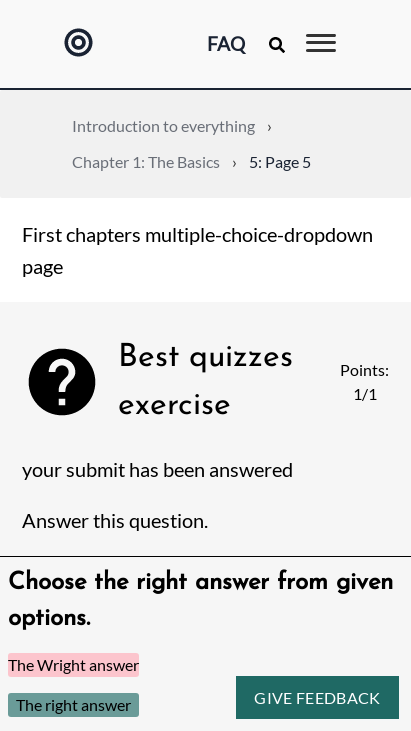 FAQ
Introduction to everything ›
Chapter 1: The Basics › 5: Page 5
First chapters multiple-choice-dropdown
page
Best quizzes
exercise
Points:
1/1
your submit has been answered
Answer this question.
Choose the right answer from given
options.
The Wright answer
The right answer
GIVE FEEDBACK